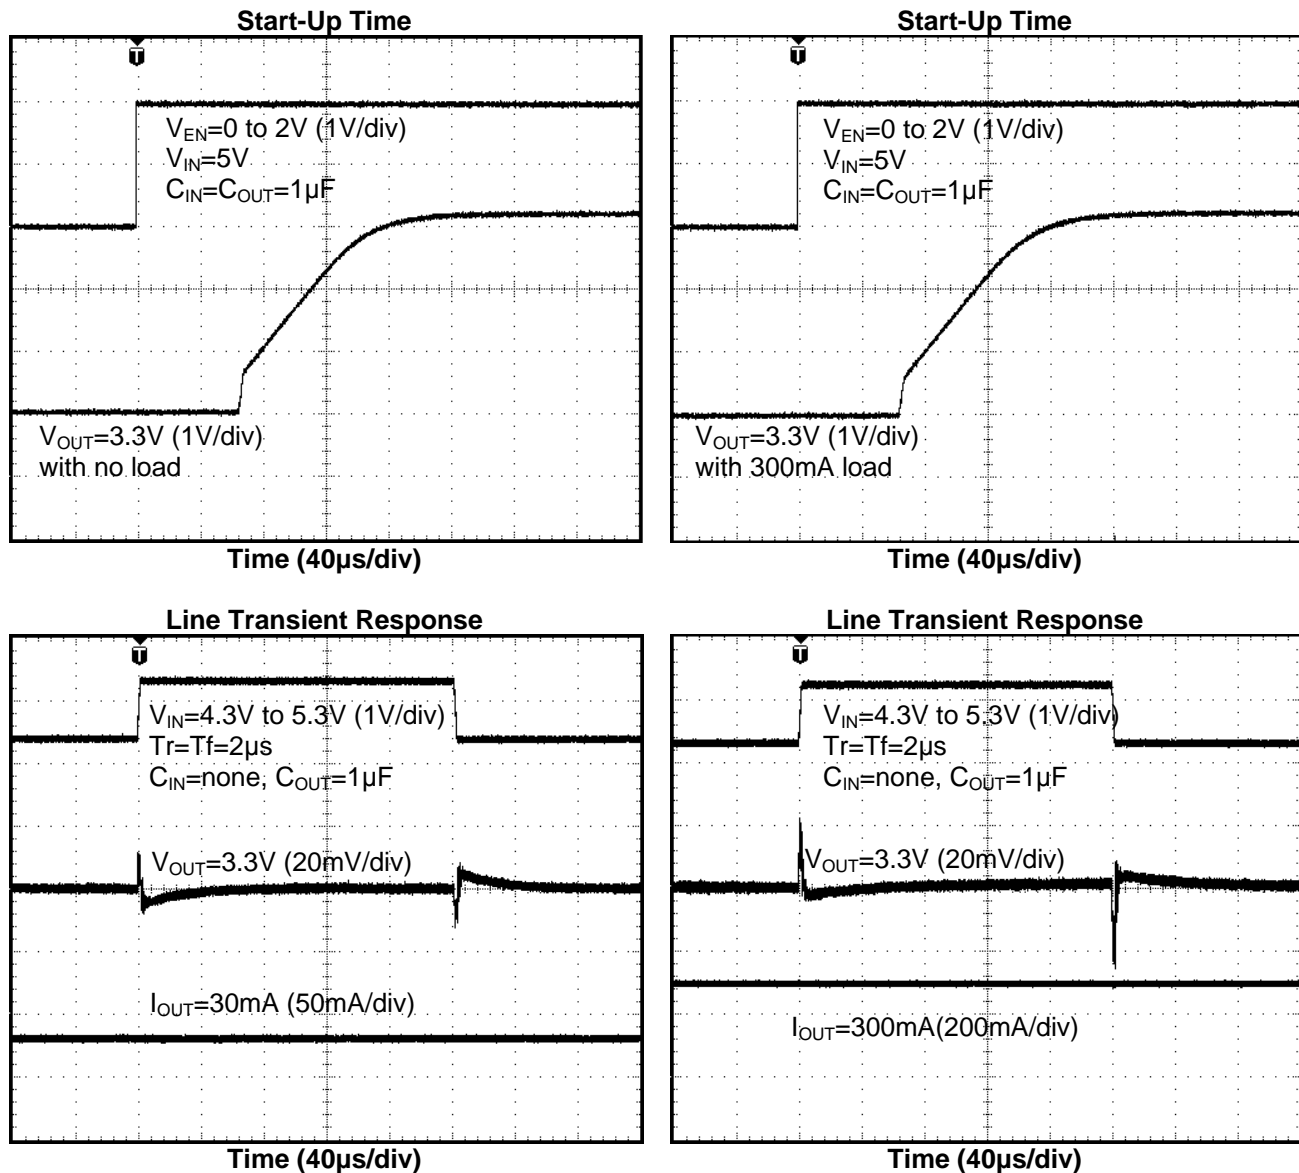 Start-Up Time
T
V_EN=0 to 2V (1V/div)
V_IN=5V
C_IN=C_OUT=1µF
V_OUT=3.3V (1V/div)
with no load
Time (40µs/div)
Start-Up Time
T
V_EN=0 to 2V (1V/div)
V_IN=5V
C_IN=C_OUT=1µF
V_OUT=3.3V (1V/div)
with 300mA load
Time (40µs/div)
Line Transient Response
T
V_IN=4.3V to 5.3V (1V/div)
Tr=Tf=2µs
C_IN=none, C_OUT=1µF
V_OUT=3.3V (20mV/div)
I_OUT=30mA (50mA/div)
Time (40µs/div)
Line Transient Response
T
V_IN=4.3V to 5.3V (1V/div)
Tr=Tf=2µs
C_IN=none, C_OUT=1µF
V_OUT=3.3V (20mV/div)
I_OUT=300mA(200mA/div)
Time (40µs/div)